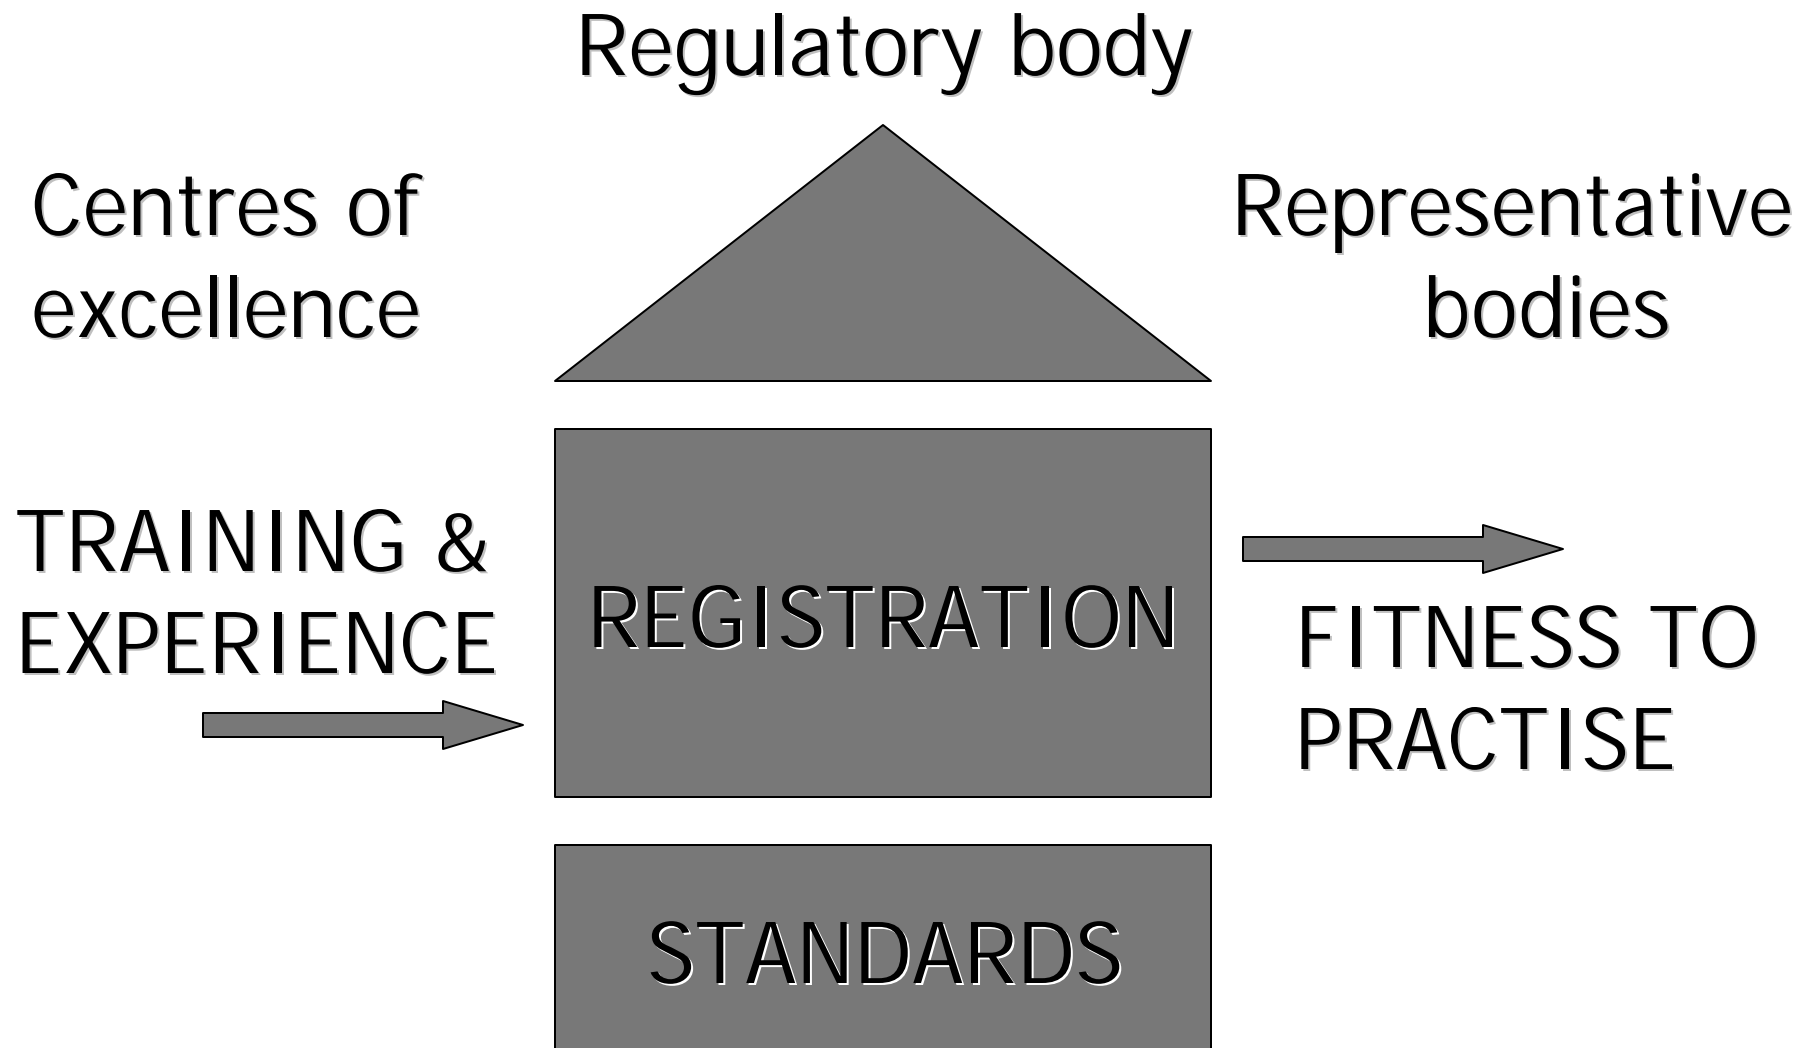 Regulatory body
Centres of
excellence
Representative
bodies
TRAINING &
EXPERIENCE
REGISTRATION
FITNESS TO
PRACTISE
STANDARDS